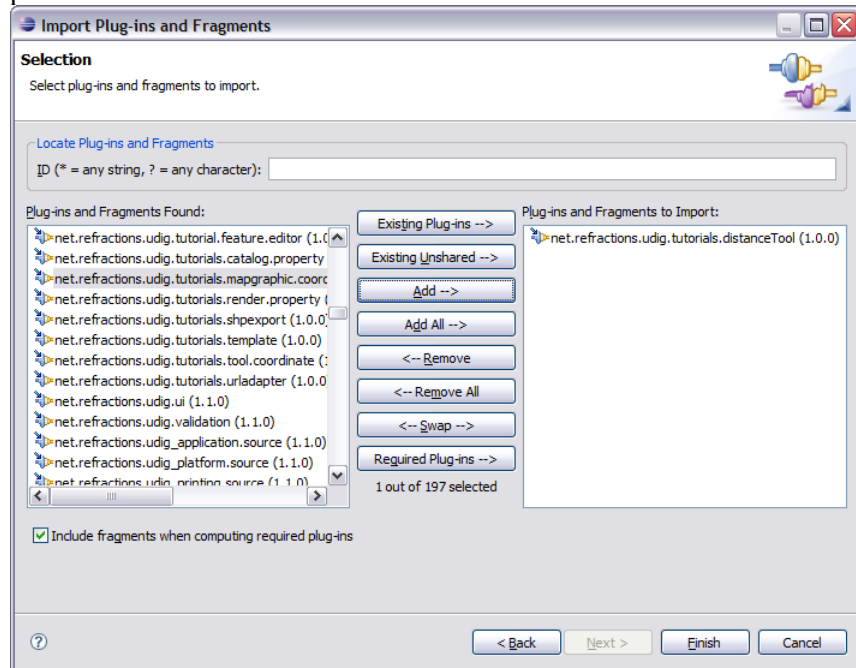 Import Plug-ins and Fragments
Selection
Select plug-ins and fragments to import.
Locate Plug-ins and Fragments
ID (* = any string, ? = any character):
Plug-ins and Fragments Found:
net.refractions.udig.tutorial.feature.editor (1.0
net.refractions.udig.tutorials.catalog.property
net.refractions.udig.tutorials.mapgraphic.coord
net.refractions.udig.tutorials.render.property (
net.refractions.udig.tutorials.shpexport (1.0.0)
net.refractions.udig.tutorials.template (1.0.0)
net.refractions.udig.tutorials.tool.coordinate (1
net.refractions.udig.tutorials.urladapter (1.0.0
net.refractions.udig.ui (1.1.0)
net.refractions.udig.validation (1.1.0)
net.refractions.udig_application.source (1.1.0)
net.refractions.udig_platform.source (1.1.0)
net.refractions.udig_printing.source (1.1.0)
Existing Plug-ins -->
Existing Unshared -->
Add -->
Add All -->
<-- Remove
<-- Remove All
<-- Swap -->
Required Plug-ins -->
1 out of 197 selected
Plug-ins and Fragments to Import:
net.refractions.udig.tutorials.distanceTool (1.0.0)
Include fragments when computing required plug-ins
?
< Back
Next >
Finish
Cancel